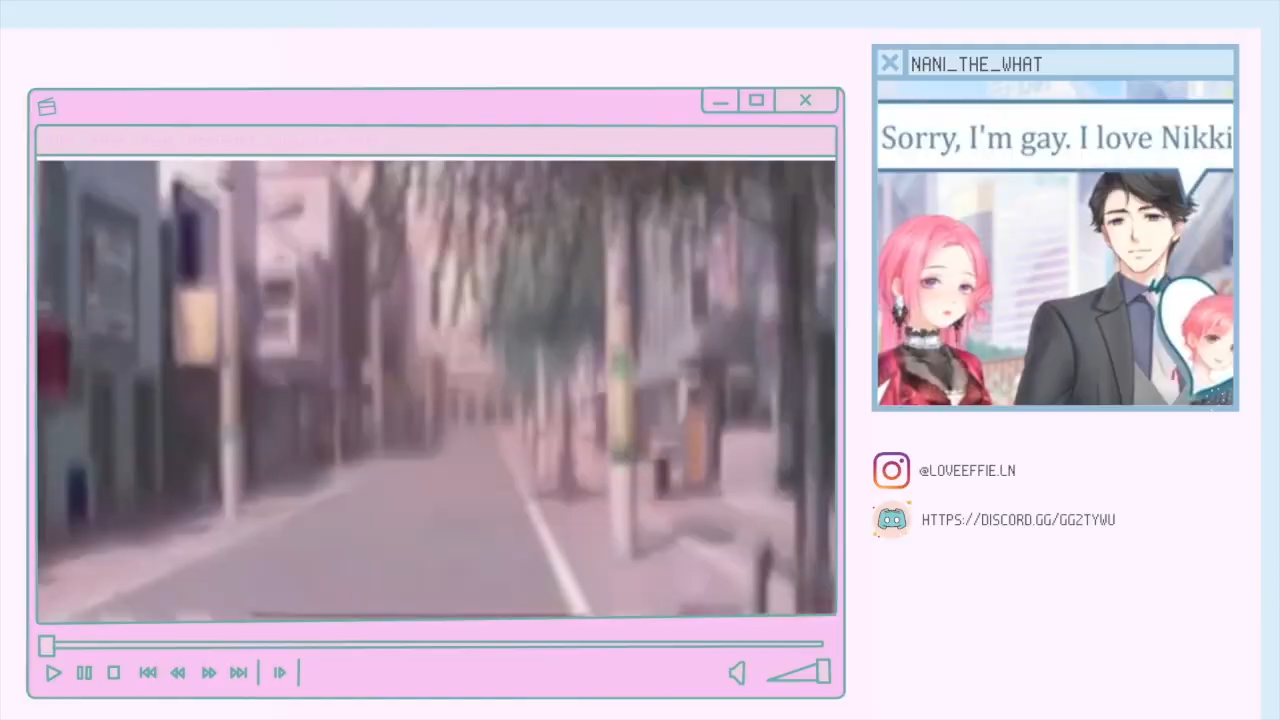 NANI_THE_WHAT
Sorry, I'm gay. I love Nikki
@LOVEEFFIE.LN
HTTPS://DISCORD.GG/GG2TYWU